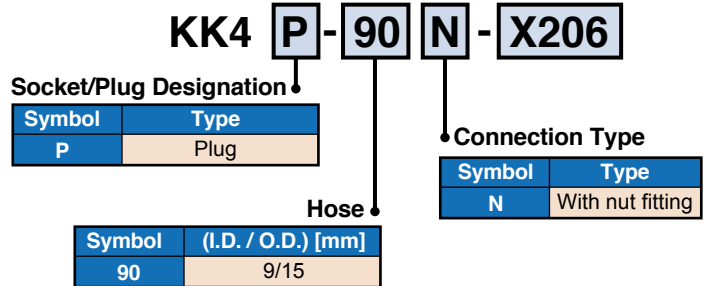 KK4 P - 90 N - X206
Socket/Plug Designation
Symbol Type
P Plug
Connection Type
Symbol Type
N With nut fitting
Hose
Symbol (I.D. / O.D.) [mm]
90 9/15